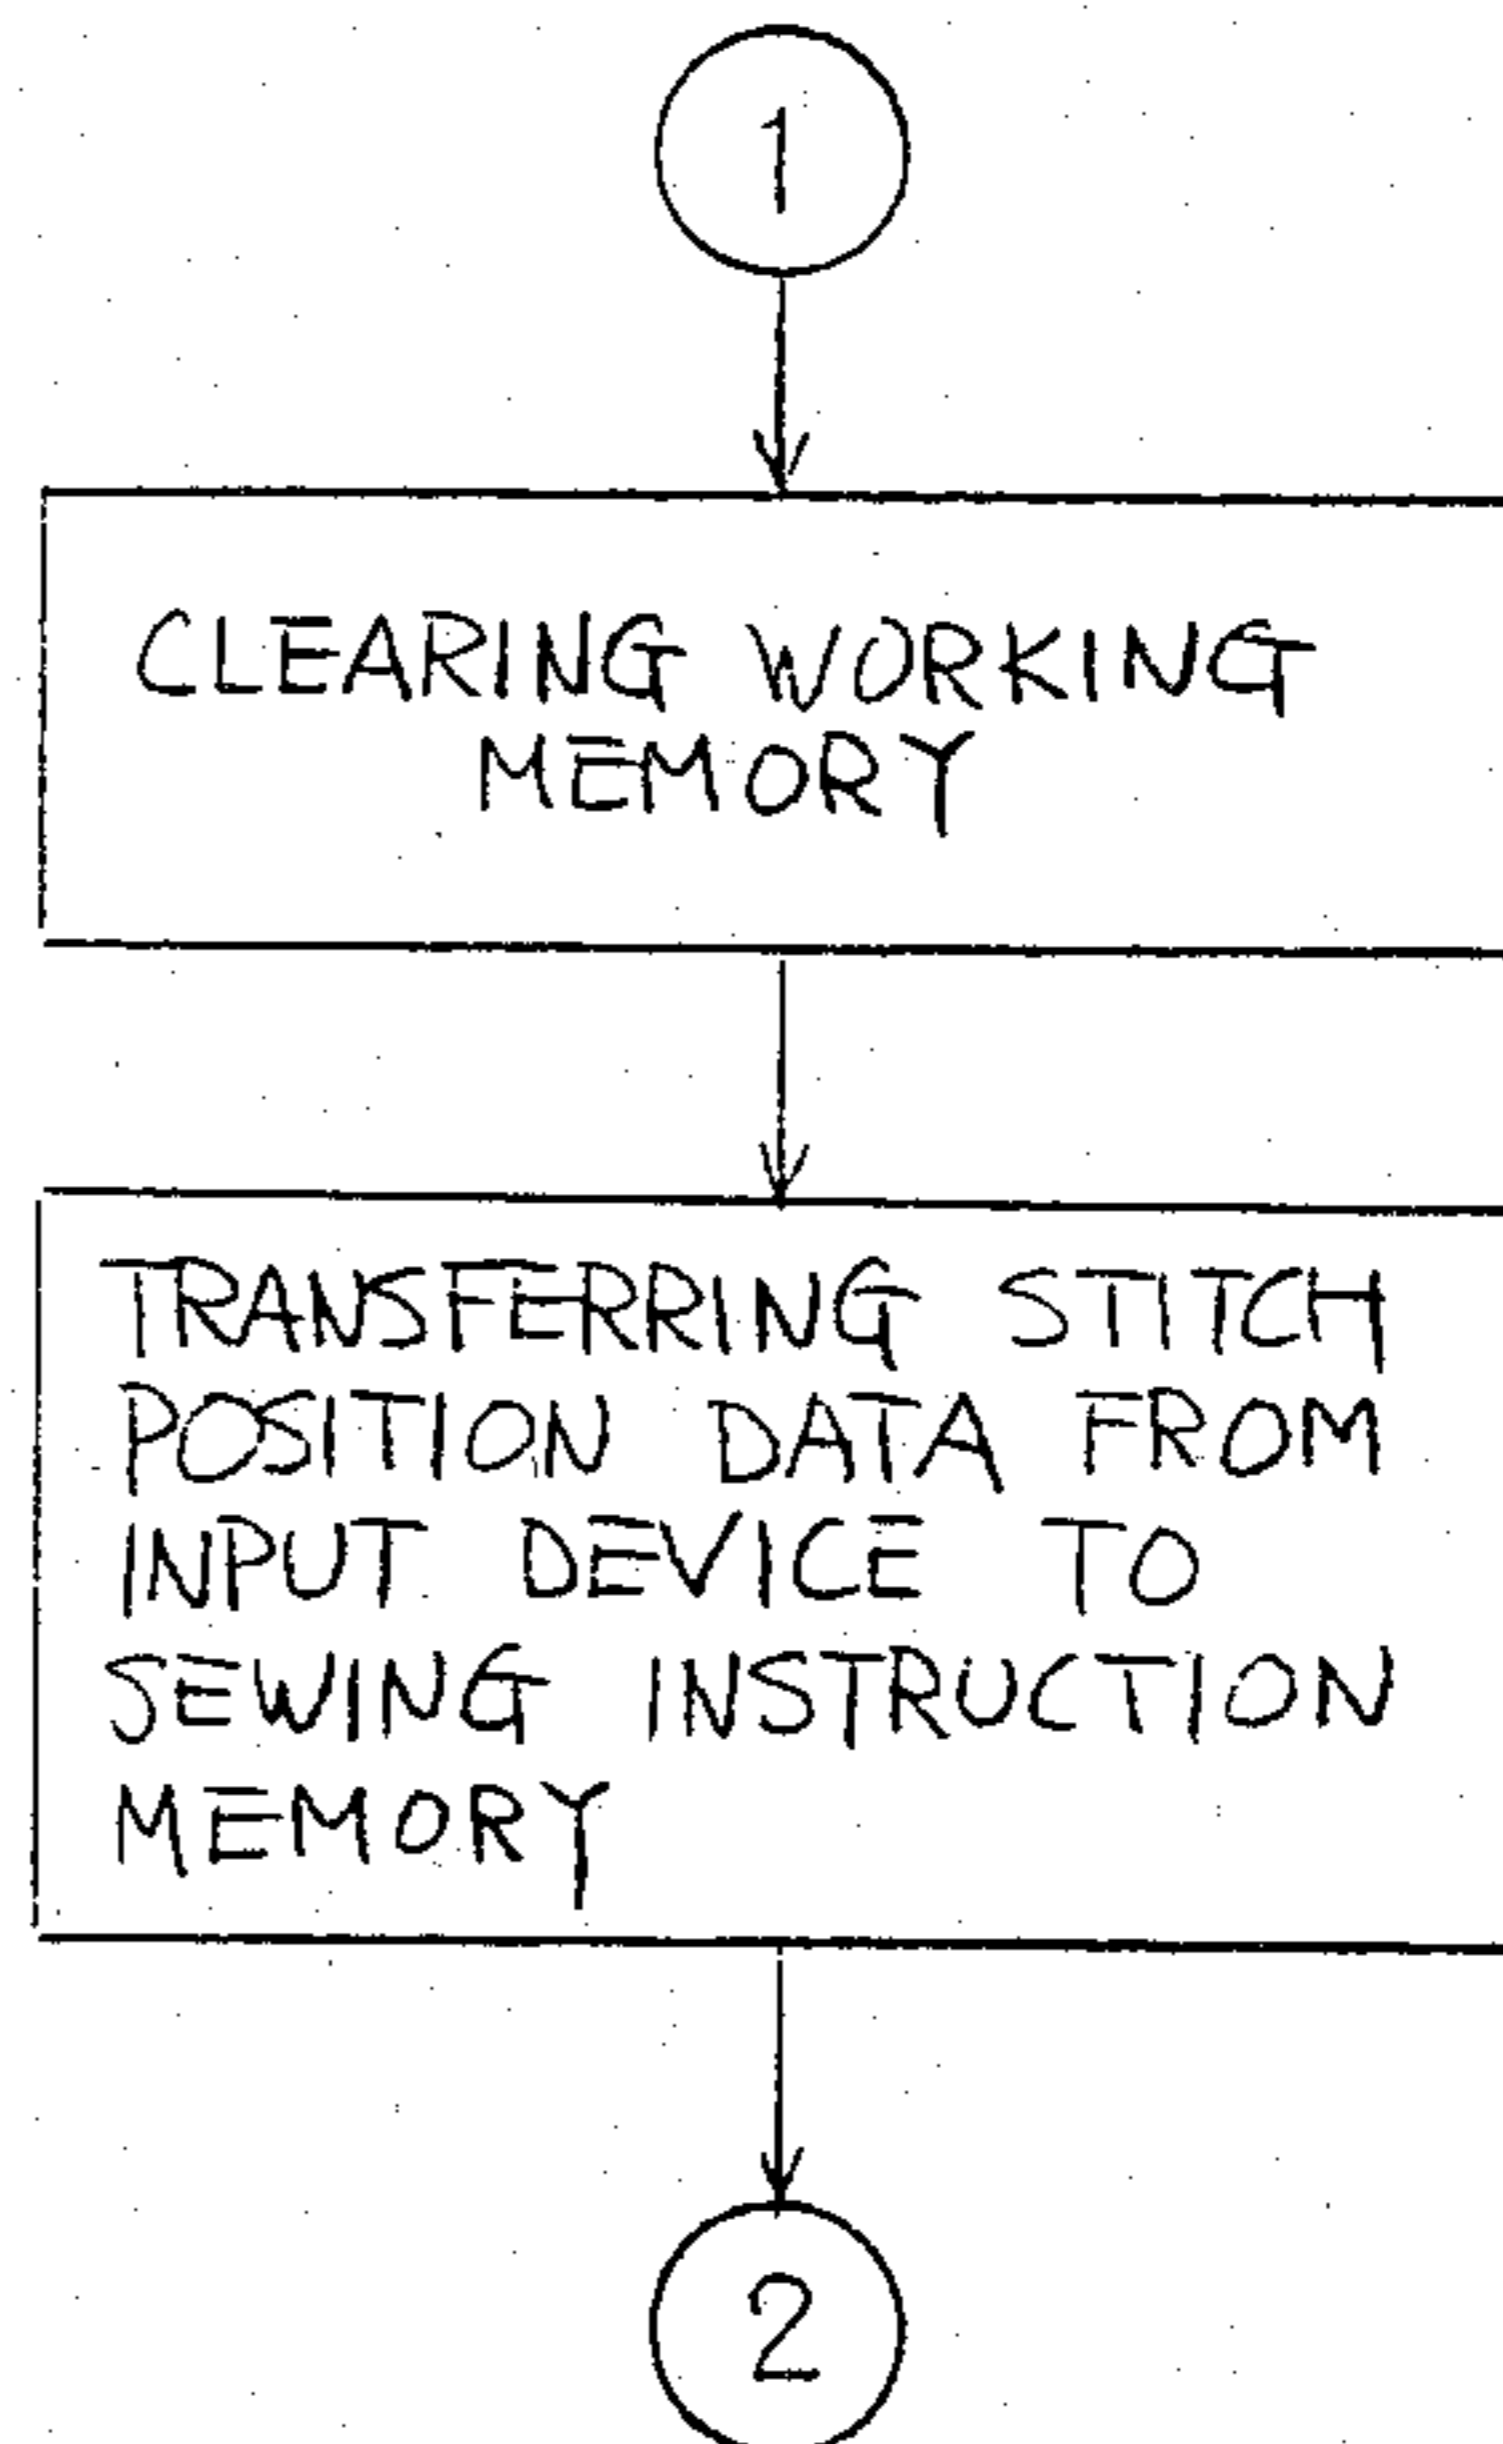 1
CLEARING WORKING
MEMORY
TRANSFERRING STITCH
POSITION DATA FROM
INPUT DEVICE TO
SEWING INSTRUCTION
MEMORY
2